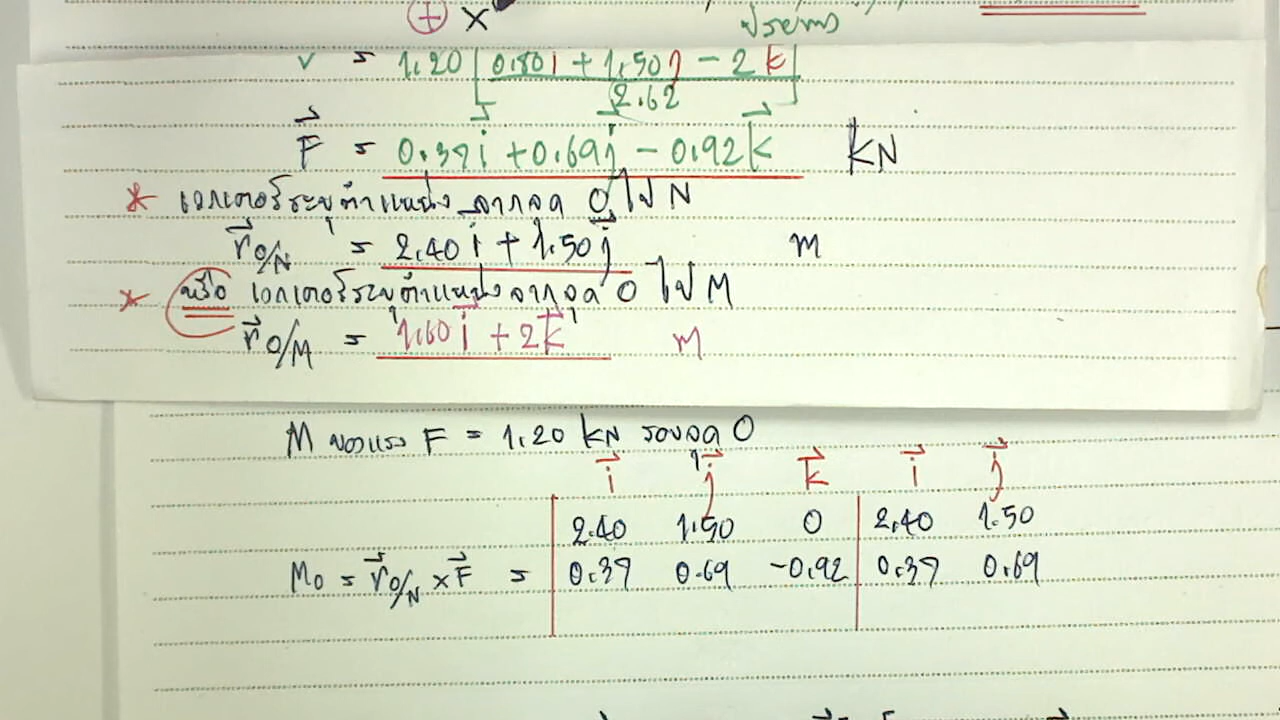 ⊕ x
v = 1.20 [0.80i + 1.50j - 2k
2.62
F⃗ = 0.37i⃗ + 0.69j⃗ - 0.92k⃗ kN
* เวกเตอร์ระบุตำแหน่ง จากจุด O ไป N
r⃗O/N = 2.40i⃗ + 1.50j⃗ m
* หรือ เวกเตอร์ระบุตำแหน่งจากจุด O ไป M
r⃗O/M = 1.60i⃗ + 2k⃗ m
M ของแรง F = 1.20 kN รอบจุด O
i⃗ j⃗ k⃗ i⃗ j⃗
2.40 1.50 0 2.40 1.50
Mo = r⃗O/N x F⃗ = 0.37 0.69 -0.92 0.37 0.69